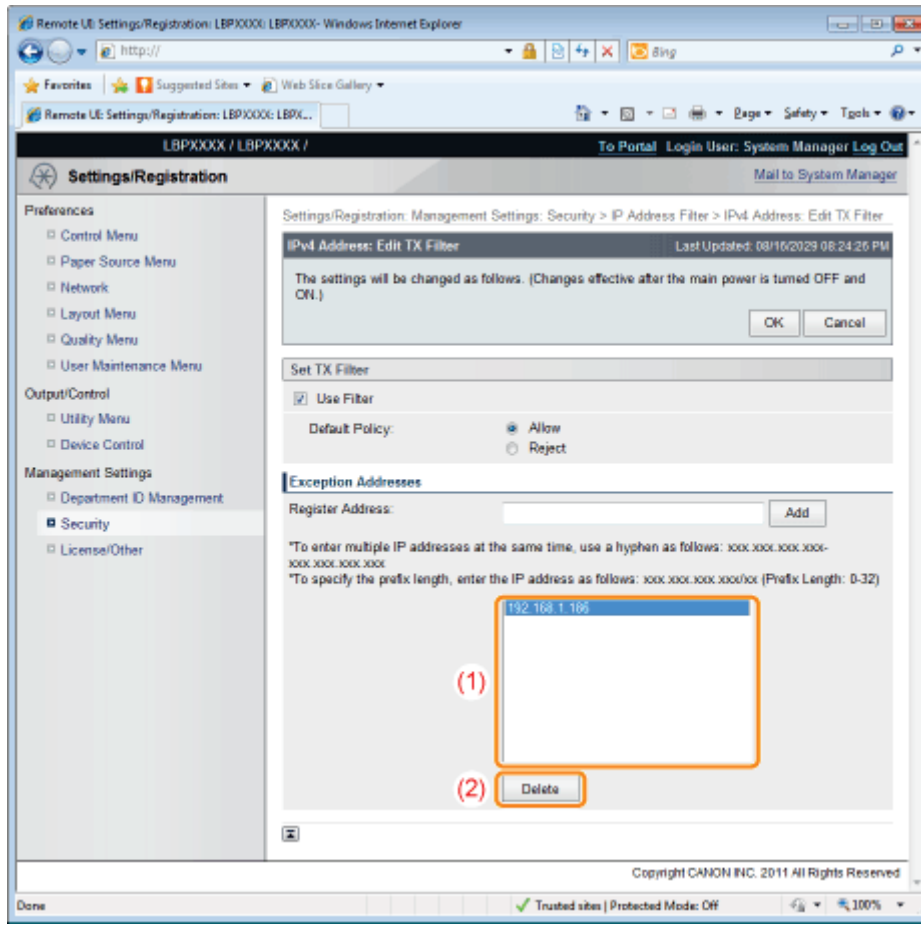 Remote UI: Settings/Registration: LBPXXXX: LBPXXXX- Windows Internet Explorer
http://
Bing
Favorites
Suggested Sites
Web Slice Gallery
Remote UI: Settings/Registration: LBPXXXX: LBPX...
Page
Safety
Tools
LBPXXXX / LBPXXXX /
To Portal Login User: System Manager Log Out
Settings/Registration
Mail to System Manager
Preferences
Control Menu
Paper Source Menu
Network
Layout Menu
Quality Menu
User Maintenance Menu
Output/Control
Utility Menu
Device Control
Management Settings
Department ID Management
Security
License/Other
Settings/Registration: Management Settings: Security > IP Address Filter > IPv4 Address: Edit TX Filter
IPv4 Address: Edit TX Filter
Last Updated: 08/16/2029 08:24:26 PM
The settings will be changed as follows. (Changes effective after the main power is turned OFF and
ON.)
OK
Cancel
Set TX Filter
Use Filter
Default Policy:
Allow
Reject
Exception Addresses
Register Address:
Add
*To enter multiple IP addresses at the same time, use a hyphen as follows: xxx.xxx.xxx.xxx-
xxx.xxx.xxx.xxx
*To specify the prefix length, enter the IP address as follows: xxx.xxx.xxx.xxx/xx (Prefix Length: 0-32)
192.168.1.186
(1)
(2)
Delete
Copyright CANON INC. 2011 All Rights Reserved
Done
Trusted sites | Protected Mode: Off
100%